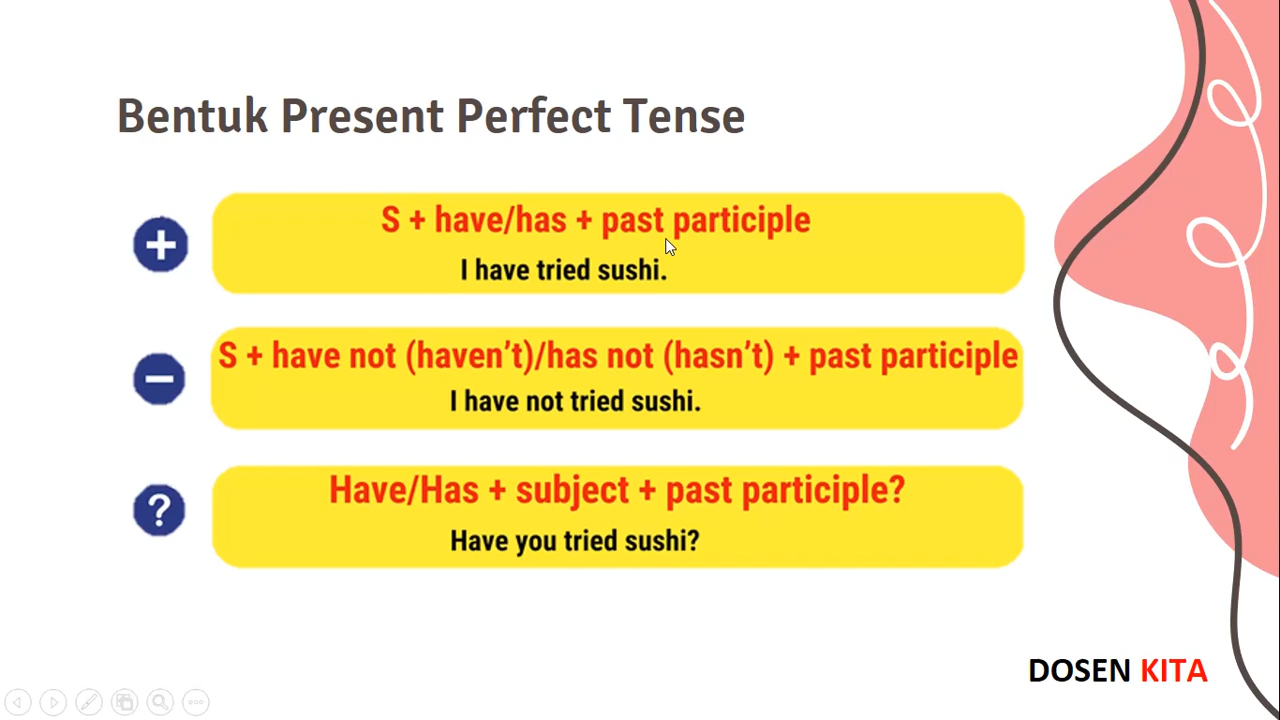 Bentuk Present Perfect Tense
+
S + have/has + past participle
I have tried sushi.
−
S + have not (haven’t)/has not (hasn’t) + past participle
I have not tried sushi.
?
Have/Has + subject + past participle?
Have you tried sushi?
DOSEN KITA